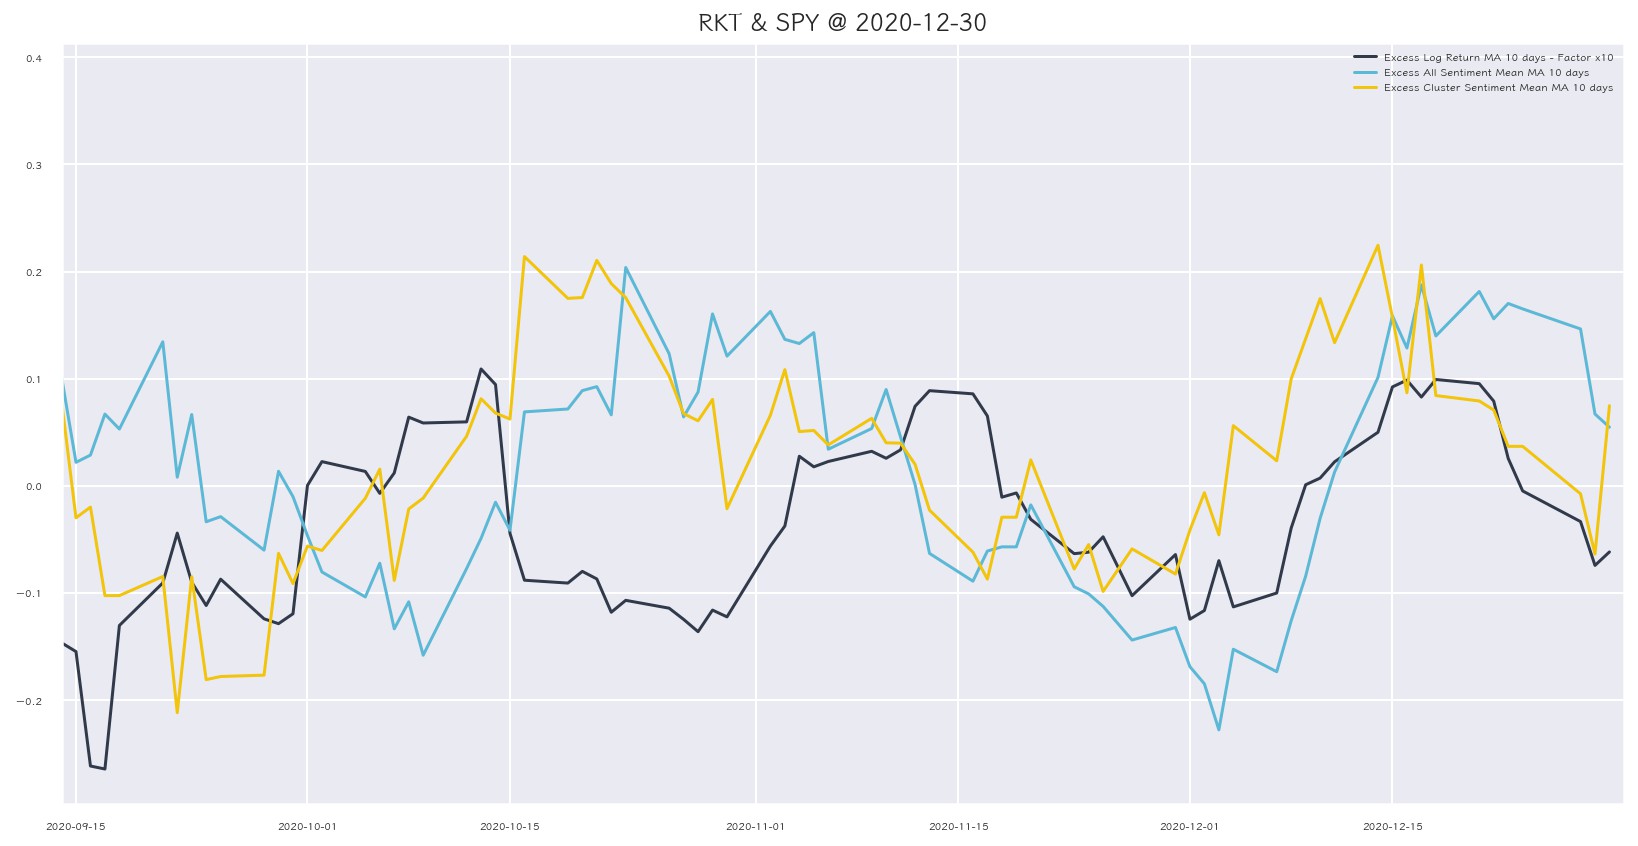 RKT & SPY @ 2020-12-30
0.4
Excess Log Return MA 10 days - Factor x10
Excess All Sentiment Mean MA 10 days
Excess Cluster Sentiment Mean MA 10 days
0.3
0.2
0.1
0.0
−0.1
−0.2
2020-09-15 2020-10-01 2020-10-15 2020-11-01 2020-11-15 2020-12-01 2020-12-15